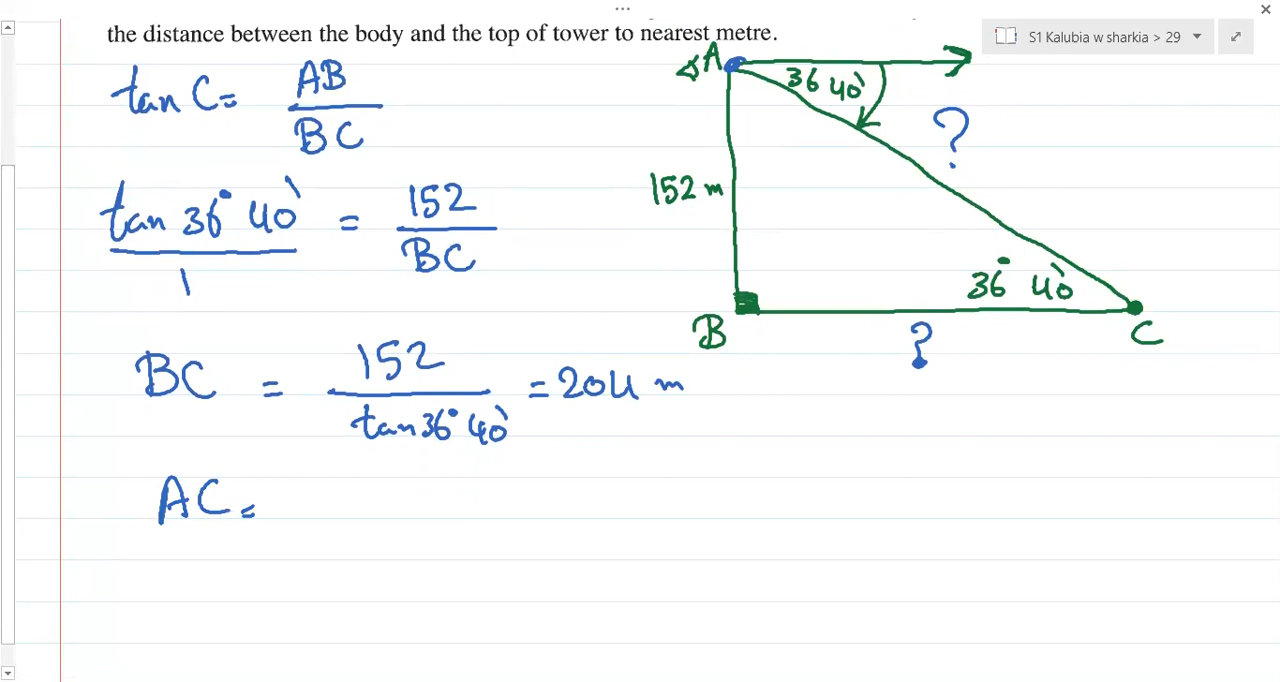 the distance between the body and the top of tower to nearest metre.
S1 Kalubia w sharkia > 29
tan C = AB / BC
tan 36° 40' / 1 = 152 / BC
BC = 152 / tan 36° 40' = 204 m
AC =
A
36 40'
?
152 m
36° 40'
B
?
C